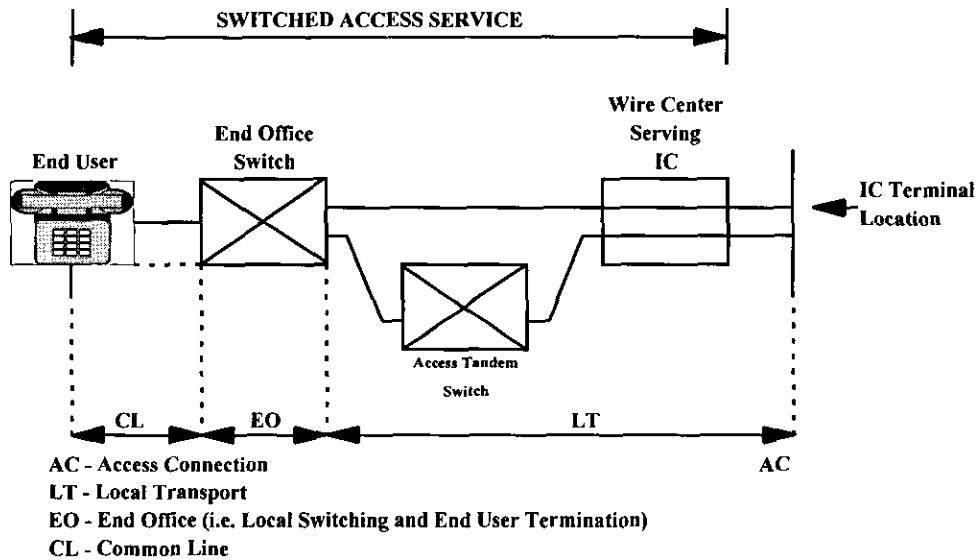 SWITCHED ACCESS SERVICE
Wire Center
Serving
IC
End Office
Switch
End User
IC Terminal
Location
Access Tandem
Switch
CL
EO
LT
AC - Access Connection
AC
LT - Local Transport
EO - End Office (i.e. Local Switching and End User Termination)
CL - Common Line